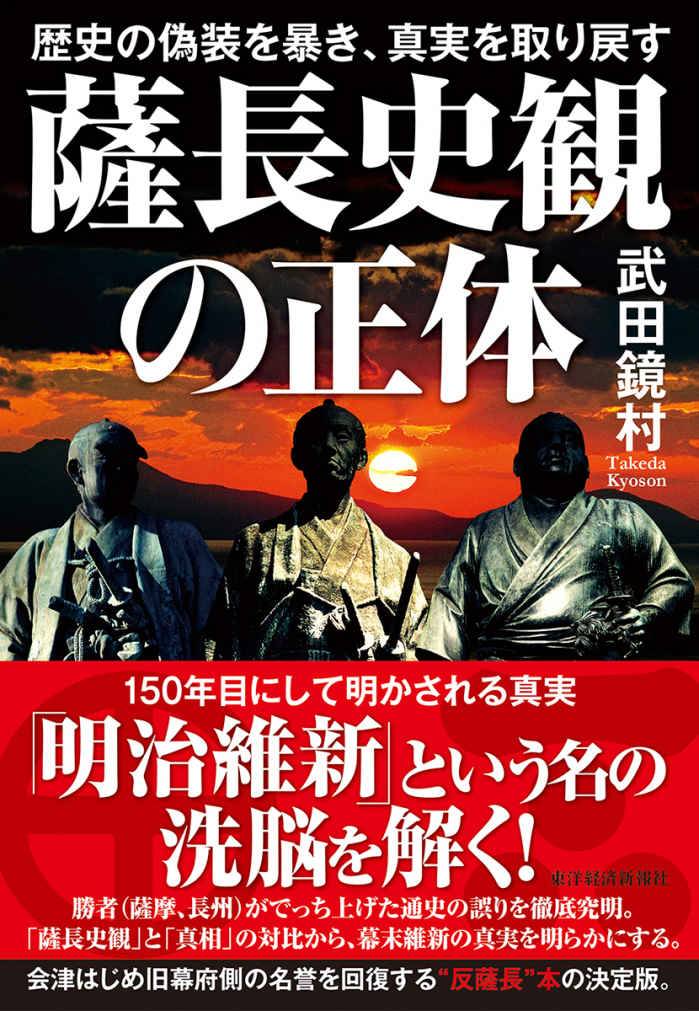 歴史の偽装を暴き、真実を取り戻す
薩長史観
の正体
武田鏡村
Takeda
Kyoson
150年目にして明かされる真実
「明治維新」という名の
洗脳を解く!
東洋経済新報社
勝者(薩摩、長州)がでっち上げた通史の誤りを徹底究明。
「薩長史観」と「真相」の対比から、幕末維新の真実を明らかにする。
会津はじめ旧幕府側の名誉を回復する“反薩長”本の決定版。